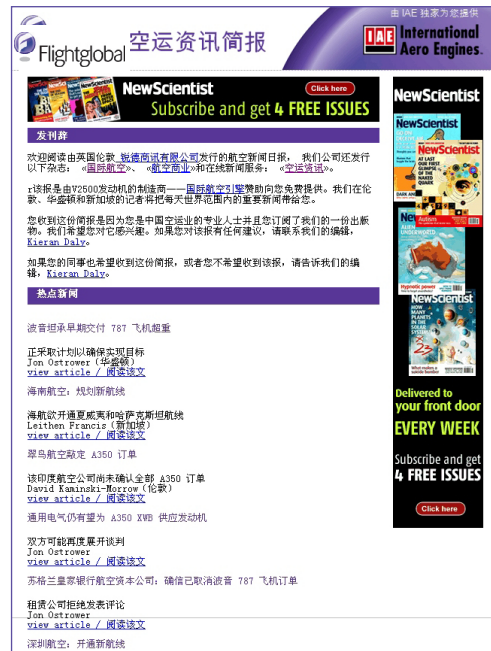 由 IAE 独家为您提供
Flightglobal 空运资讯简报
IAE International
Aero Engines.
NewScientist
Click here
Subscribe and get 4 FREE ISSUES
发刊辞
欢迎阅读由英国伦敦 锐德商讯有限公司发行的航空新闻日报， 我们公司还发行
以下杂志： «国际航空»、 «航空商业»和在线新闻服务： «空运资讯»。
r该报是由V2500发动机的制造商——国际航空引擎赞助向您免费提供。我们在伦
敦、华盛顿和新加坡的记者将把每天世界范围内的重要新闻带给您。
您收到这份简报是因为您是中国空运业的专业人士并且您订阅了我们的一份出版
物。我们希望您对它感兴趣。如果您对该报有任何建议，请联系我们的编辑，
Kieran Daly。
如果您的同事也希望收到这份简报，或者您不希望收到该报，请告诉我们的编
辑，Kieran Daly。
热点新闻
波音坦承早期交付 787 飞机超重
正采取计划以确保实现目标
Jon Ostrower（华盛顿）
view article / 阅读该文
海南航空：规划新航线
海航欲开通夏威夷和哈萨克斯坦航线
Leithen Francis（新加坡）
view article / 阅读该文
翠鸟航空敲定 A350 订单
该印度航空公司尚未确认全部 A350 订单
David Kaminski-Morrow（伦敦）
view article / 阅读该文
通用电气仍有望为 A350 XWB 供应发动机
双方可能再度展开谈判
Jon Ostrower
view article / 阅读该文
苏格兰皇家银行航空资本公司：确信已取消波音 787 飞机订单
租赁公司拒绝发表评论
Jon Ostrower
view article / 阅读该文
深圳航空：开通新航线
NewScientist
NewScientist
AT LAST
OUR FIRST
GLIMPSE
OF THE
NAKED
QUARK
Autism
ALIEN
UNDERWORLD
Hypnotic power
NewScientist
HOW
MANY
PLANETS
IN THE
SOLAR
SYSTEM?
23
Delivered to
your front door
EVERY WEEK
Subscribe and get
4 FREE ISSUES
Click here